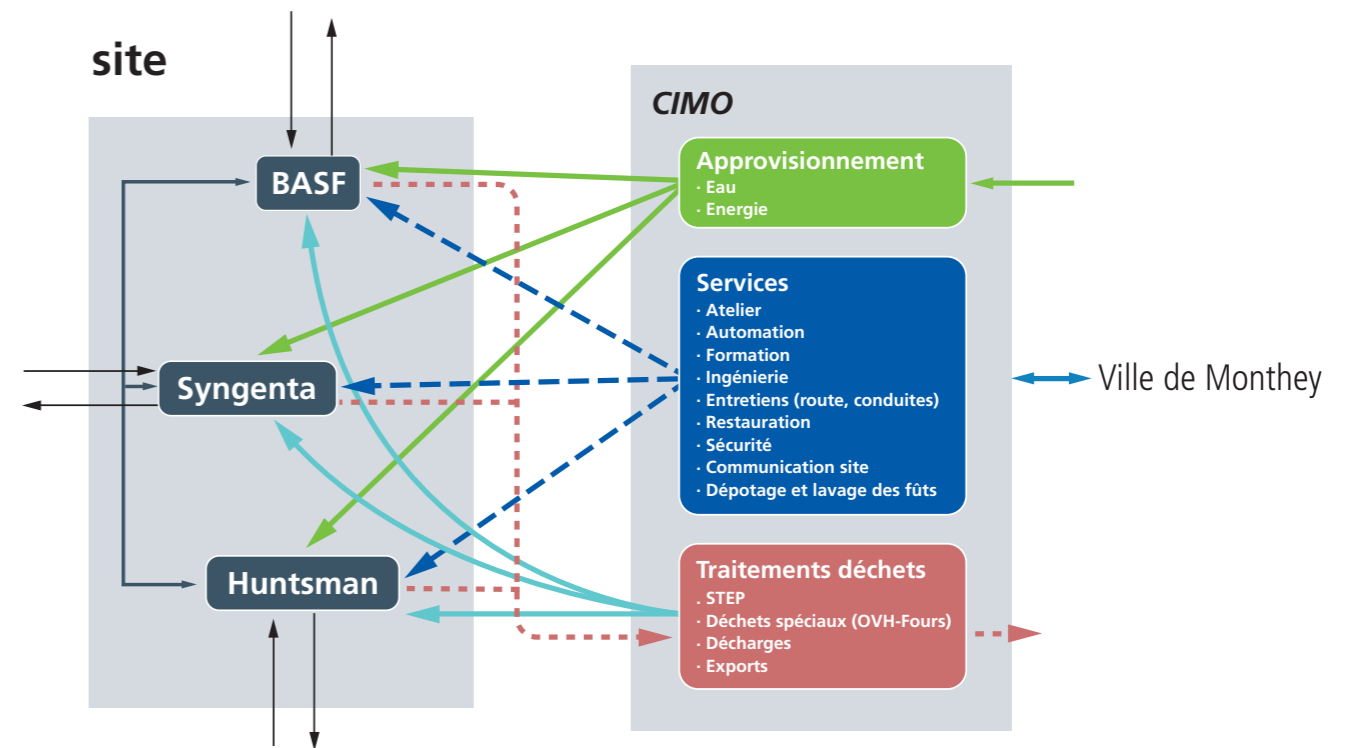 site
BASF
Syngenta
Huntsman
CIMO
Approvisionnement
· Eau
· Energie
Services
· Atelier
· Automation
· Formation
· Ingénierie
· Entretiens (route, conduites)
· Restauration
· Sécurité
· Communication site
· Dépotage et lavage des fûts
Traitements déchets
. STEP
· Déchets spéciaux (OVH-Fours)
· Décharges
· Exports
Ville de Monthey